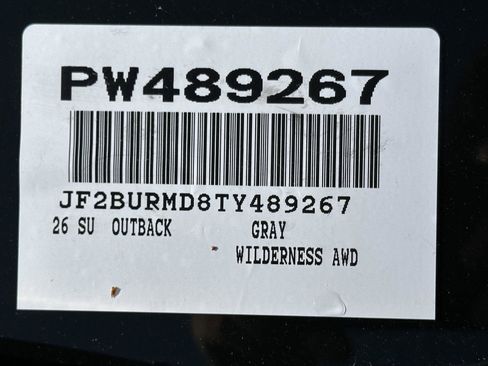 PW489267
JF2BURMD8TY489267
26 SU OUTBACK GRAY
WILDERNESS AWD